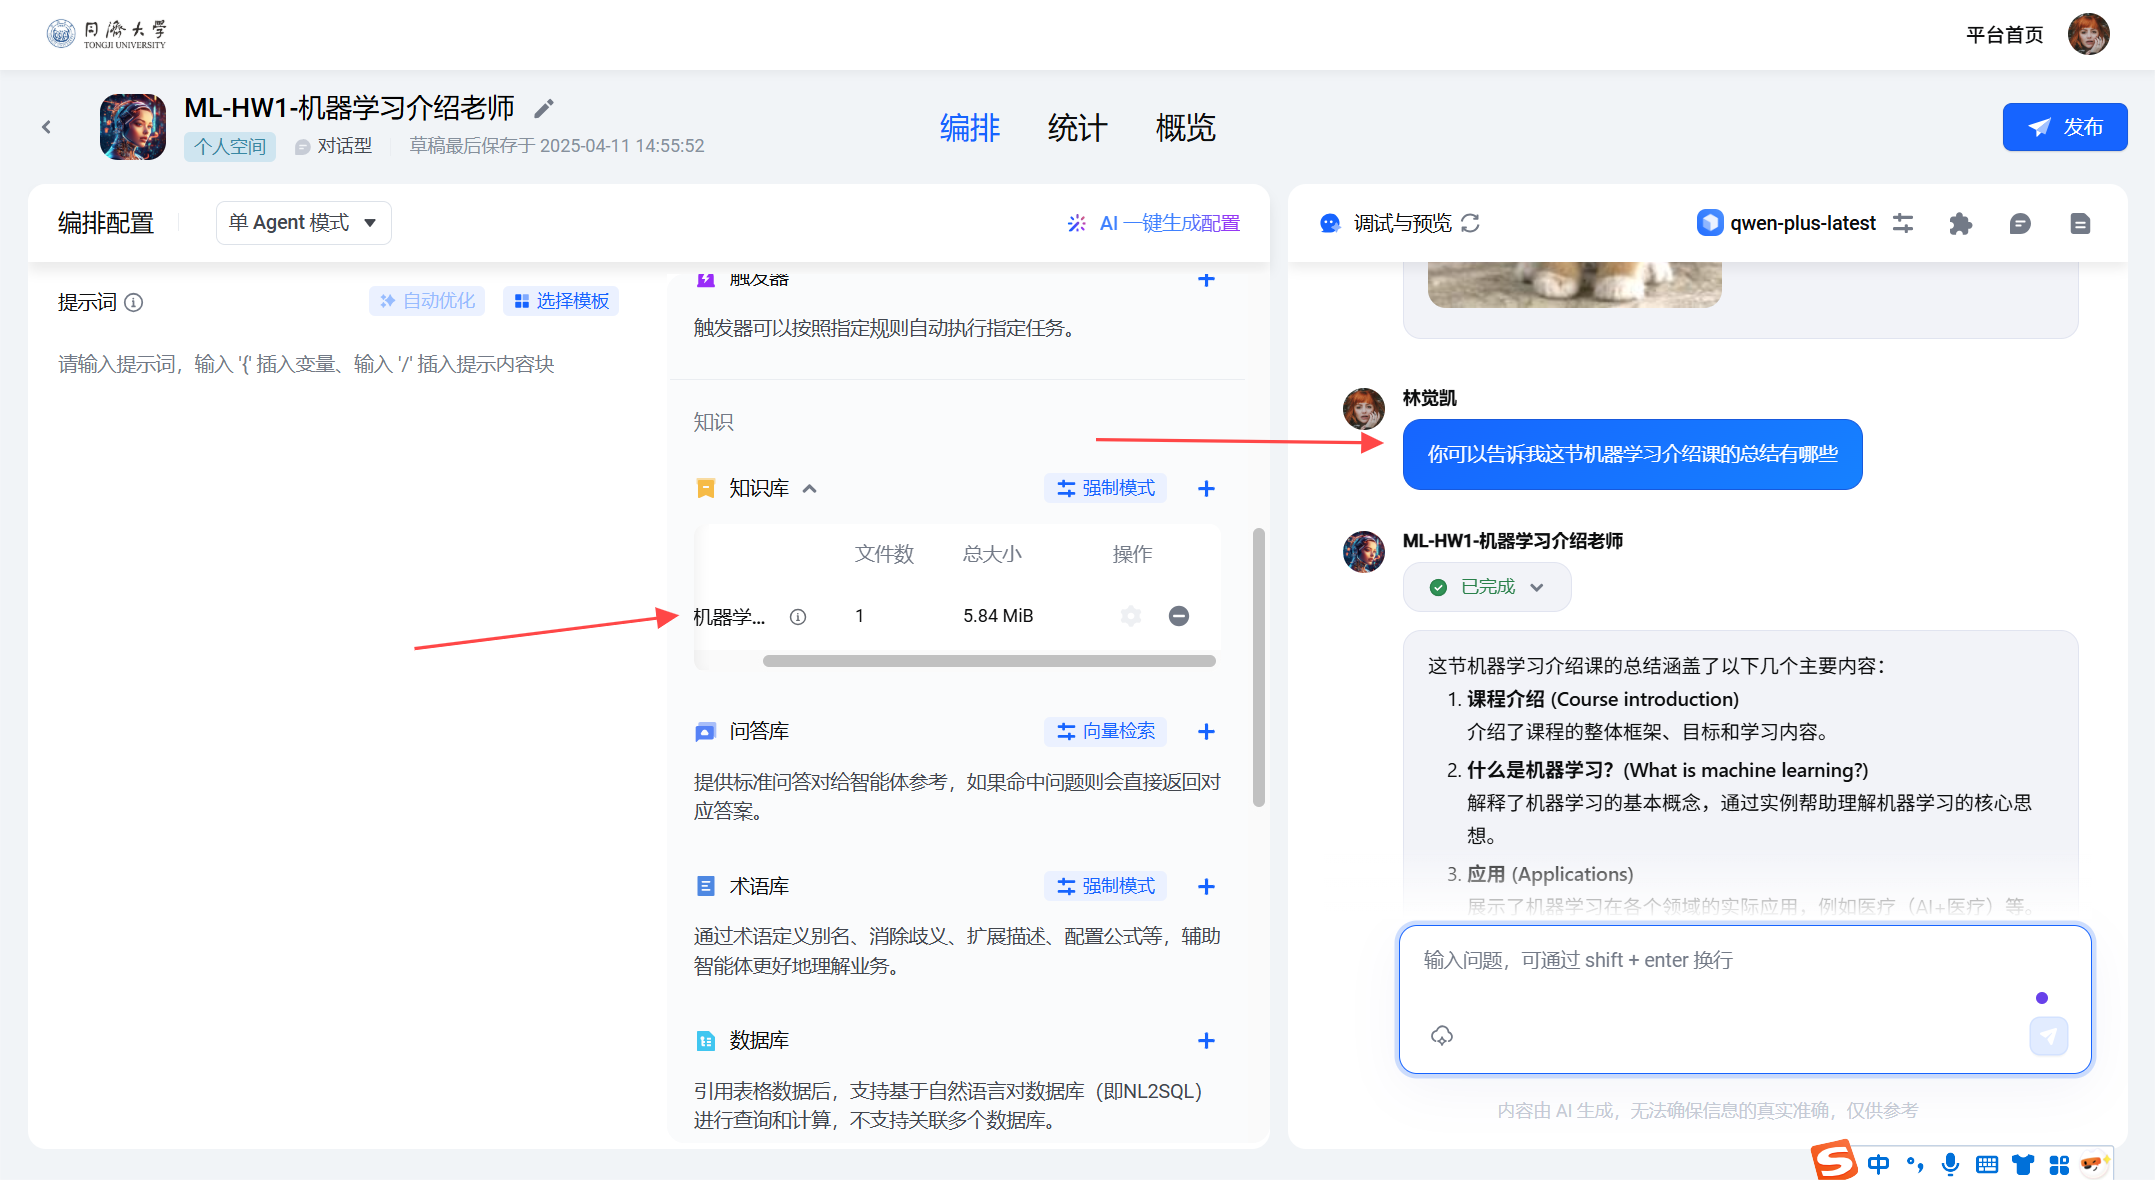 同濟大學
TONGJI UNIVERSITY
平台首页
ML-HW1-机器学习介绍老师
个人空间
对话型
草稿最后保存于 2025-04-11 14:55:52
编排
统计
概览
发布
编排配置
单 Agent 模式
AI 一键生成配置
提示词
自动优化
选择模板
请输入提示词，输入 '{' 插入变量、输入 '/' 插入提示内容块
触发器
触发器可以按照指定规则自动执行指定任务。
知识
知识库
强制模式
文件数
总大小
操作
机器学...
1
5.84 MiB
问答库
向量检索
提供标准问答对给智能体参考，如果命中问题则会直接返回对
应答案。
术语库
强制模式
通过术语定义别名、消除歧义、扩展描述、配置公式等，辅助
智能体更好地理解业务。
数据库
引用表格数据后，支持基于自然语言对数据库（即NL2SQL）
进行查询和计算，不支持关联多个数据库。
调试与预览
qwen-plus-latest
林觉凯
你可以告诉我这节机器学习介绍课的总结有哪些
ML-HW1-机器学习介绍老师
已完成
这节机器学习介绍课的总结涵盖了以下几个主要内容：
1. 课程介绍 (Course introduction)
介绍了课程的整体框架、目标和学习内容。
2. 什么是机器学习？(What is machine learning?)
解释了机器学习的基本概念，通过实例帮助理解机器学习的核心思
想。
3. 应用 (Applications)
展示了机器学习在各个领域的实际应用，例如医疗（AI+医疗）等。
输入问题，可通过 shift + enter 换行
内容由 AI 生成，无法确保信息的真实准确，仅供参考
S
中